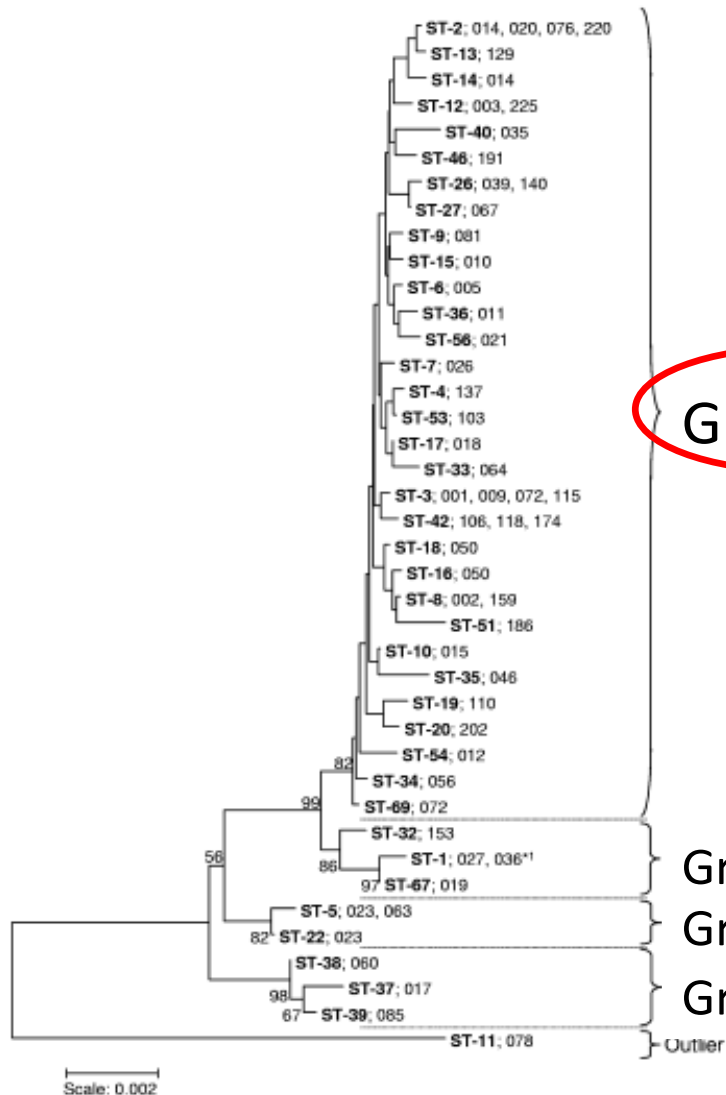 ST-2; 014, 020, 076, 220
ST-13; 129
ST-14; 014
ST-12; 003, 225
ST-40; 035
ST-46; 191
ST-26; 039, 140
ST-27; 067
ST-9; 081
ST-15; 010
ST-6; 005
ST-36; 011
ST-56; 021
ST-7; 026
ST-4; 137
ST-53; 103
G
ST-17; 018
ST-33; 064
ST-3; 001, 009, 072, 115
ST-42; 106, 118, 174
ST-18; 050
ST-16; 050
ST-8; 002, 159
ST-51; 186
ST-10; 015
ST-35; 046
ST-19; 110
ST-20; 202
ST-54; 012
82
ST-34; 056
99
ST-69; 072
ST-32; 153
56
ST-1; 027, 036*†
Gr
86
97 ST-67; 019
ST-5; 023, 063
Gr
82 ST-22; 023
ST-38; 060
ST-37; 017
Gr
98
67 ST-39; 085
ST-11; 078
Outlier
Scale: 0.002